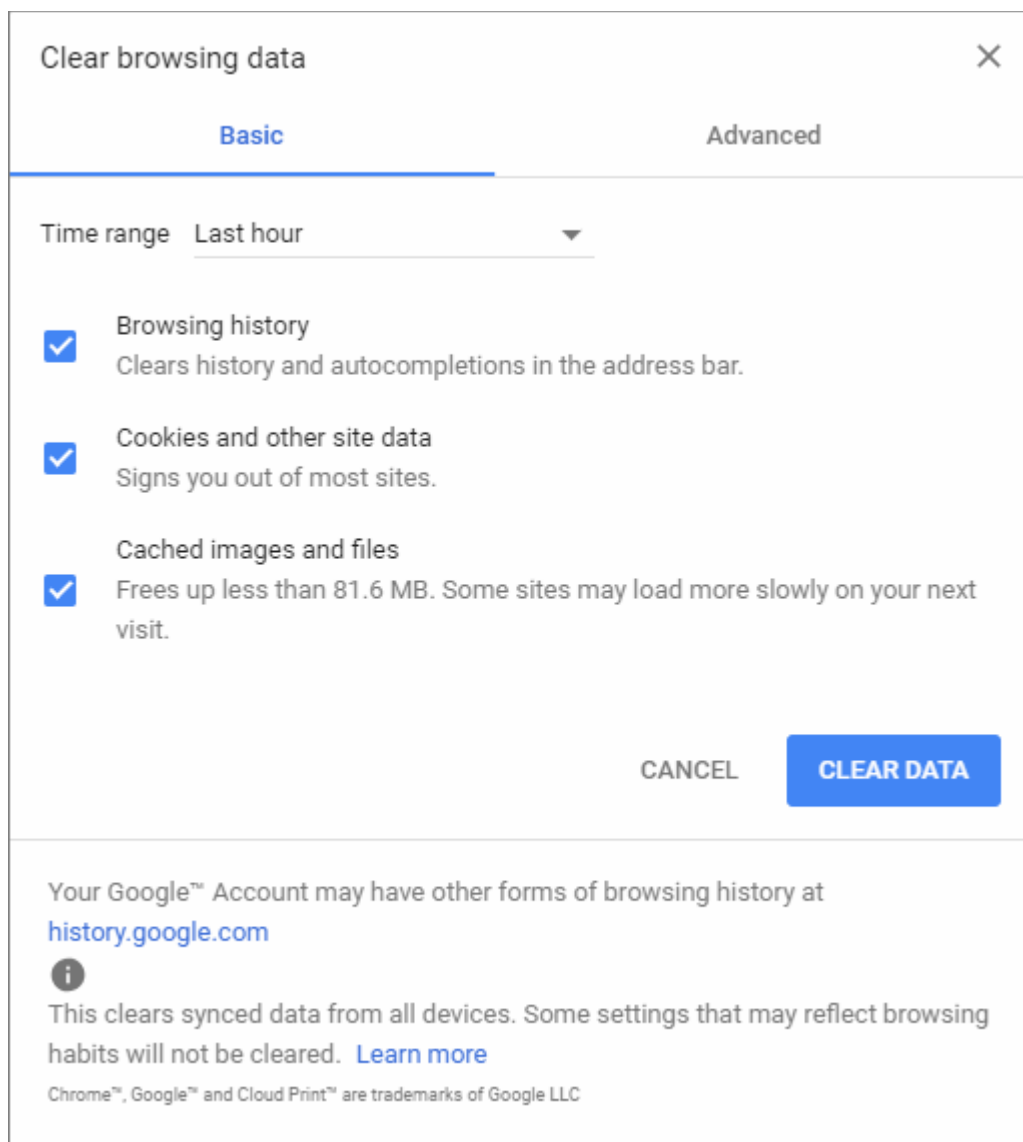 Clear browsing data
Basic Advanced
Time range Last hour
Browsing history
Clears history and autocompletions in the address bar.
Cookies and other site data
Signs you out of most sites.
Cached images and files
Frees up less than 81.6 MB. Some sites may load more slowly on your next
visit.
CANCEL CLEAR DATA
Your Google™ Account may have other forms of browsing history at
history.google.com
This clears synced data from all devices. Some settings that may reflect browsing
habits will not be cleared. Learn more
Chrome™, Google™ and Cloud Print™ are trademarks of Google LLC